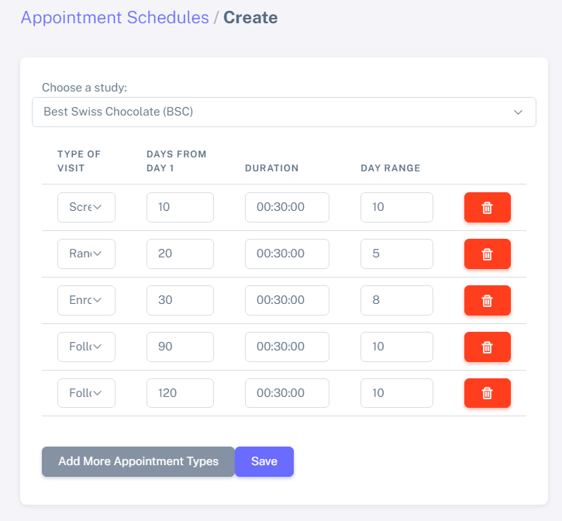 Appointment Schedules / Create
Choose a study:
Best Swiss Chocolate (BSC)
TYPE OF VISIT DAYS FROM DAY 1 DURATION DAY RANGE
Scre 10 00:30:00 10
Ran 20 00:30:00 5
Enro 30 00:30:00 8
Follo 90 00:30:00 10
Follo 120 00:30:00 10
Add More Appointment Types Save